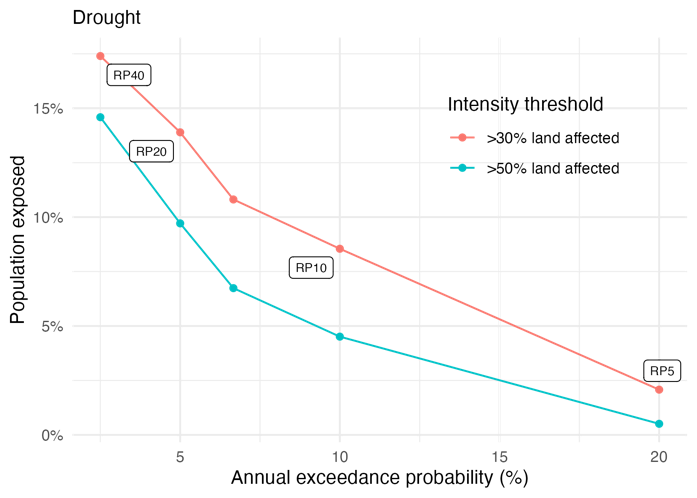 Drought
Population exposed
15%
10%
5%
0%
RP40
RP20
RP10
RP5
Intensity threshold
>30% land affected
>50% land affected
5
10
15
20
Annual exceedance probability (%)